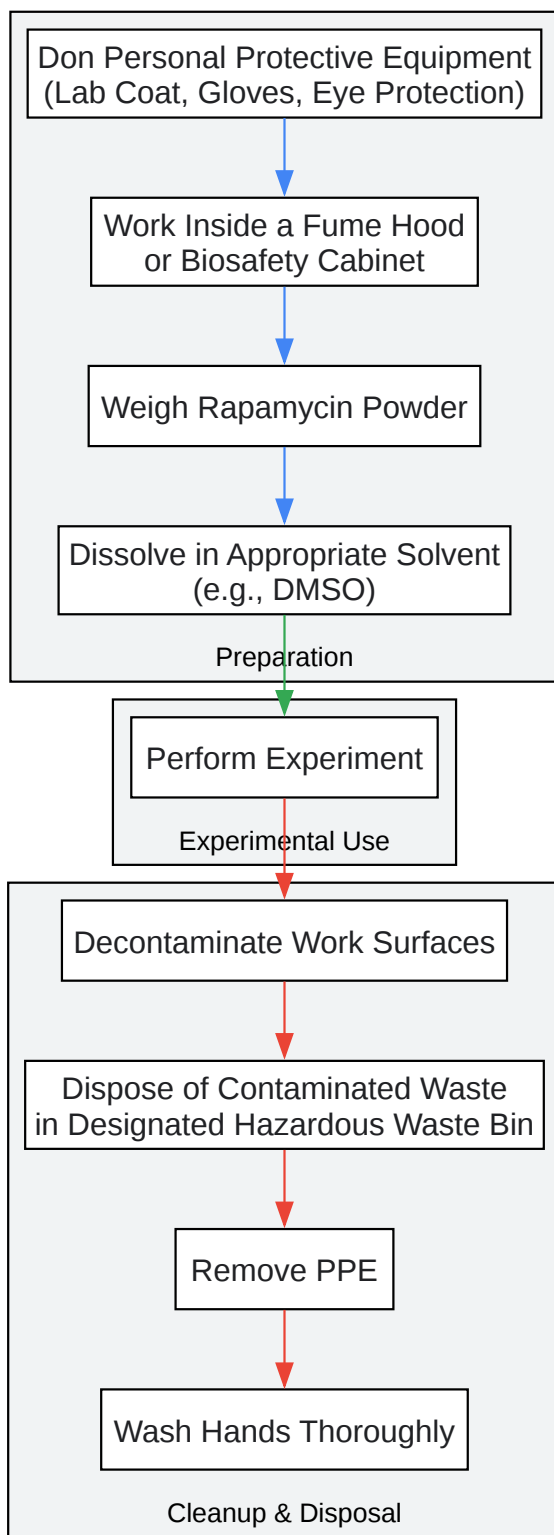 Don Personal Protective Equipment
(Lab Coat, Gloves, Eye Protection)
Work Inside a Fume Hood
or Biosafety Cabinet
Weigh Rapamycin Powder
Dissolve in Appropriate Solvent
(e.g., DMSO)
Preparation
Perform Experiment
Experimental Use
Decontaminate Work Surfaces
Dispose of Contaminated Waste
in Designated Hazardous Waste Bin
Remove PPE
Wash Hands Thoroughly
Cleanup & Disposal